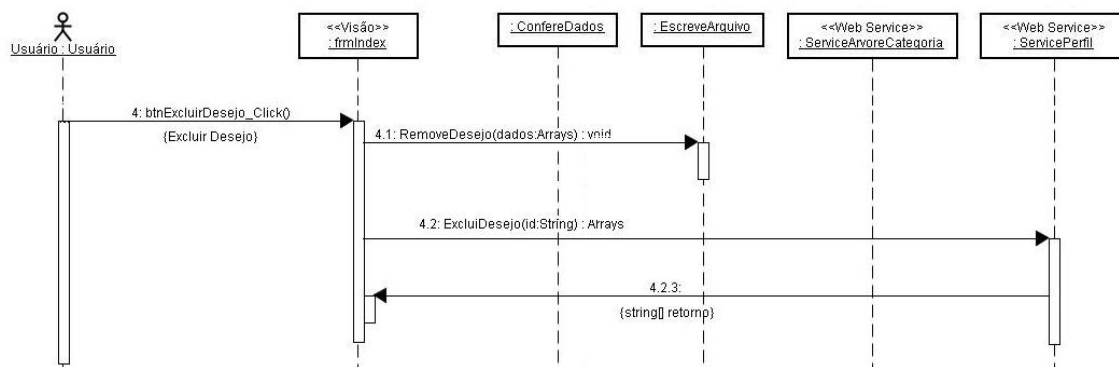 Usuário : Usuário
<<Visão>>
: frmIndex
: ConfereDados
: EscreveArquivo
<<Web Service>>
: ServiceArvoreCategoria
<<Web Service>>
: ServicePerfil
4: btnExcluirDesejo_Click()
{Excluir Desejo}
4.1: RemoveDesejo(dados:Arrays) : void
4.2: ExcluiDesejo(id:String) : Arrays
4.2.3:
{string[] retorno}